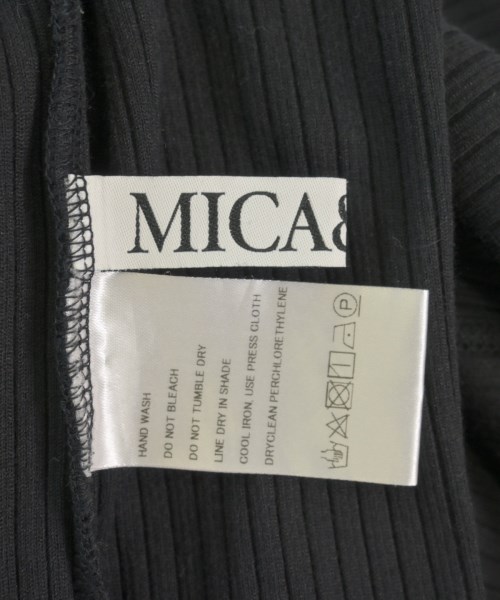 MICA&
HAND WASH
DO NOT BLEACH
DO NOT TUMBLE DRY
LINE DRY IN SHADE
COOL IRON, USE PRESS CLOTH
DRYCLEAN PERCHLORETHYLENE
P